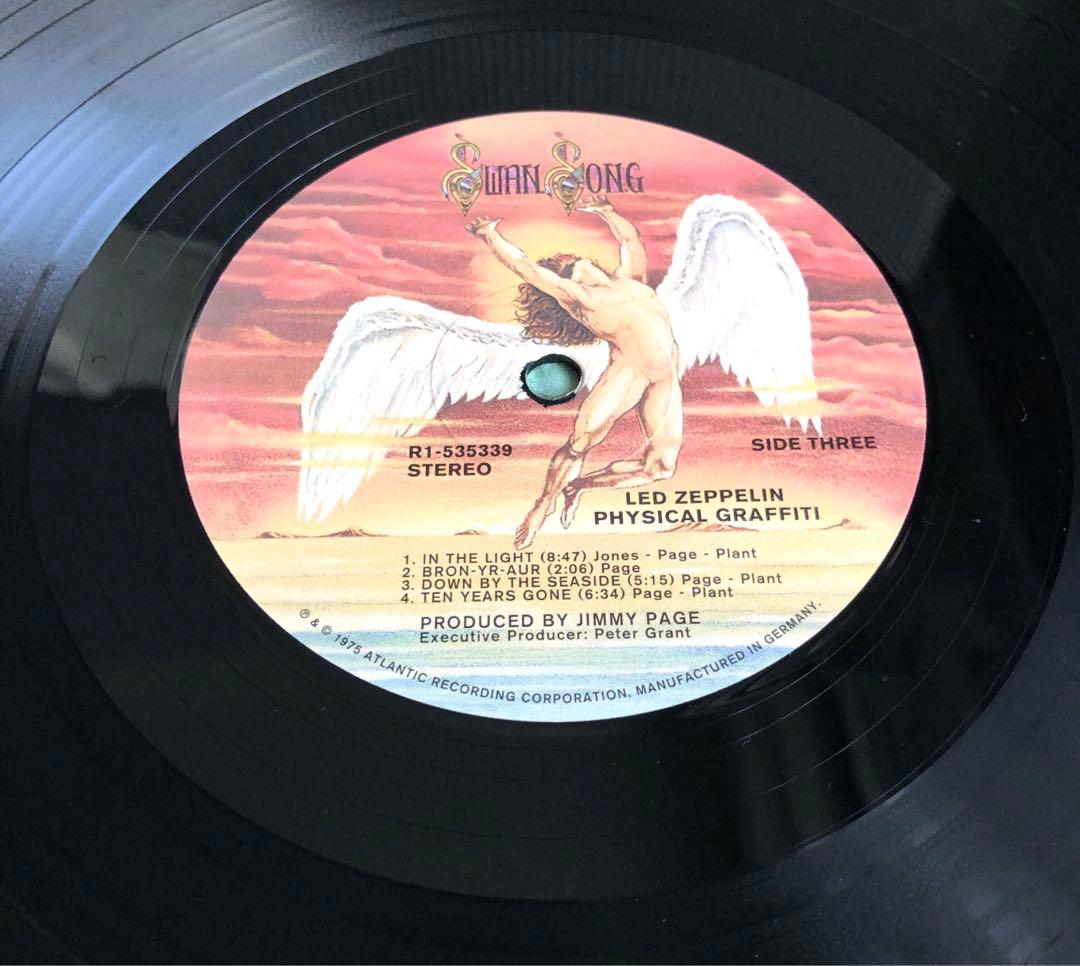 SWAN SONG
R1-535339
STEREO
SIDE THREE
LED ZEPPELIN
PHYSICAL GRAFFITI
1. IN THE LIGHT (8:47) Jones - Page - Plant
2. BRON-YR-AUR (2:06) Page
3. DOWN BY THE SEASIDE (5:15) Page - Plant
4. TEN YEARS GONE (6:34) Page - Plant
PRODUCED BY JIMMY PAGE
Executive Producer: Peter Grant
℗ & © 1975 ATLANTIC RECORDING CORPORATION. MANUFACTURED IN GERMANY.